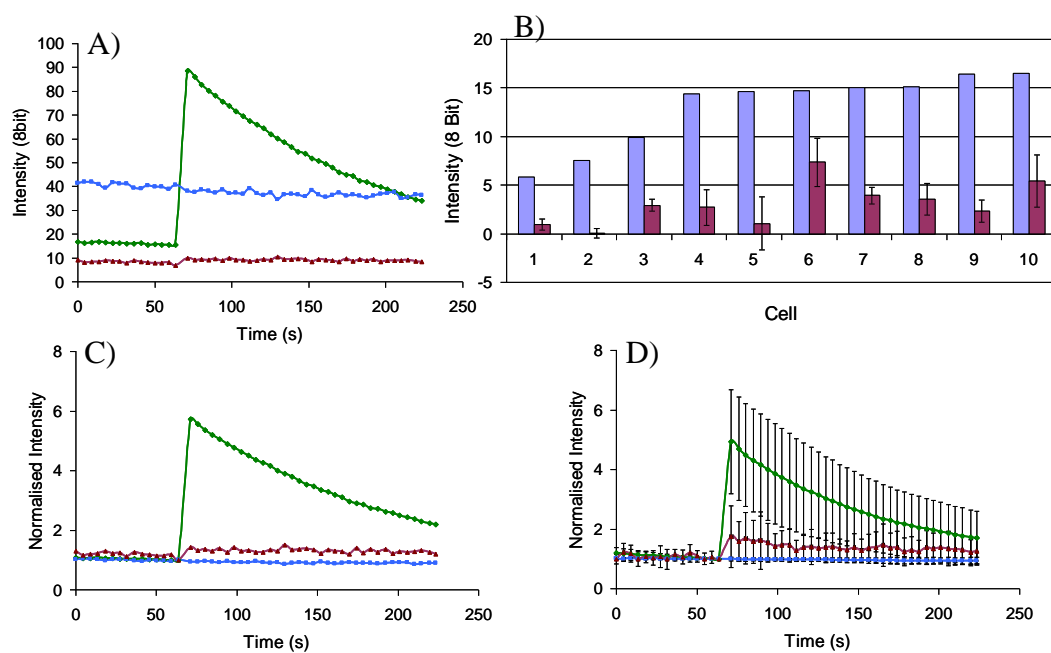 A)
Intensity (8bit)
100
90
80
70
60
50
40
30
20
10
0
0 50 100 150 200 250
Time (s)
B)
Intensity (8 Bit)
20
15
10
5
0
-5
1 2 3 4 5 6 7 8 9 10
Cell
C)
Normalised Intensity
8
6
4
2
0
0 50 100 150 200 250
Time (s)
D)
Normalised Intensity
8
6
4
2
0
0 50 100 150 200 250
Time (s)